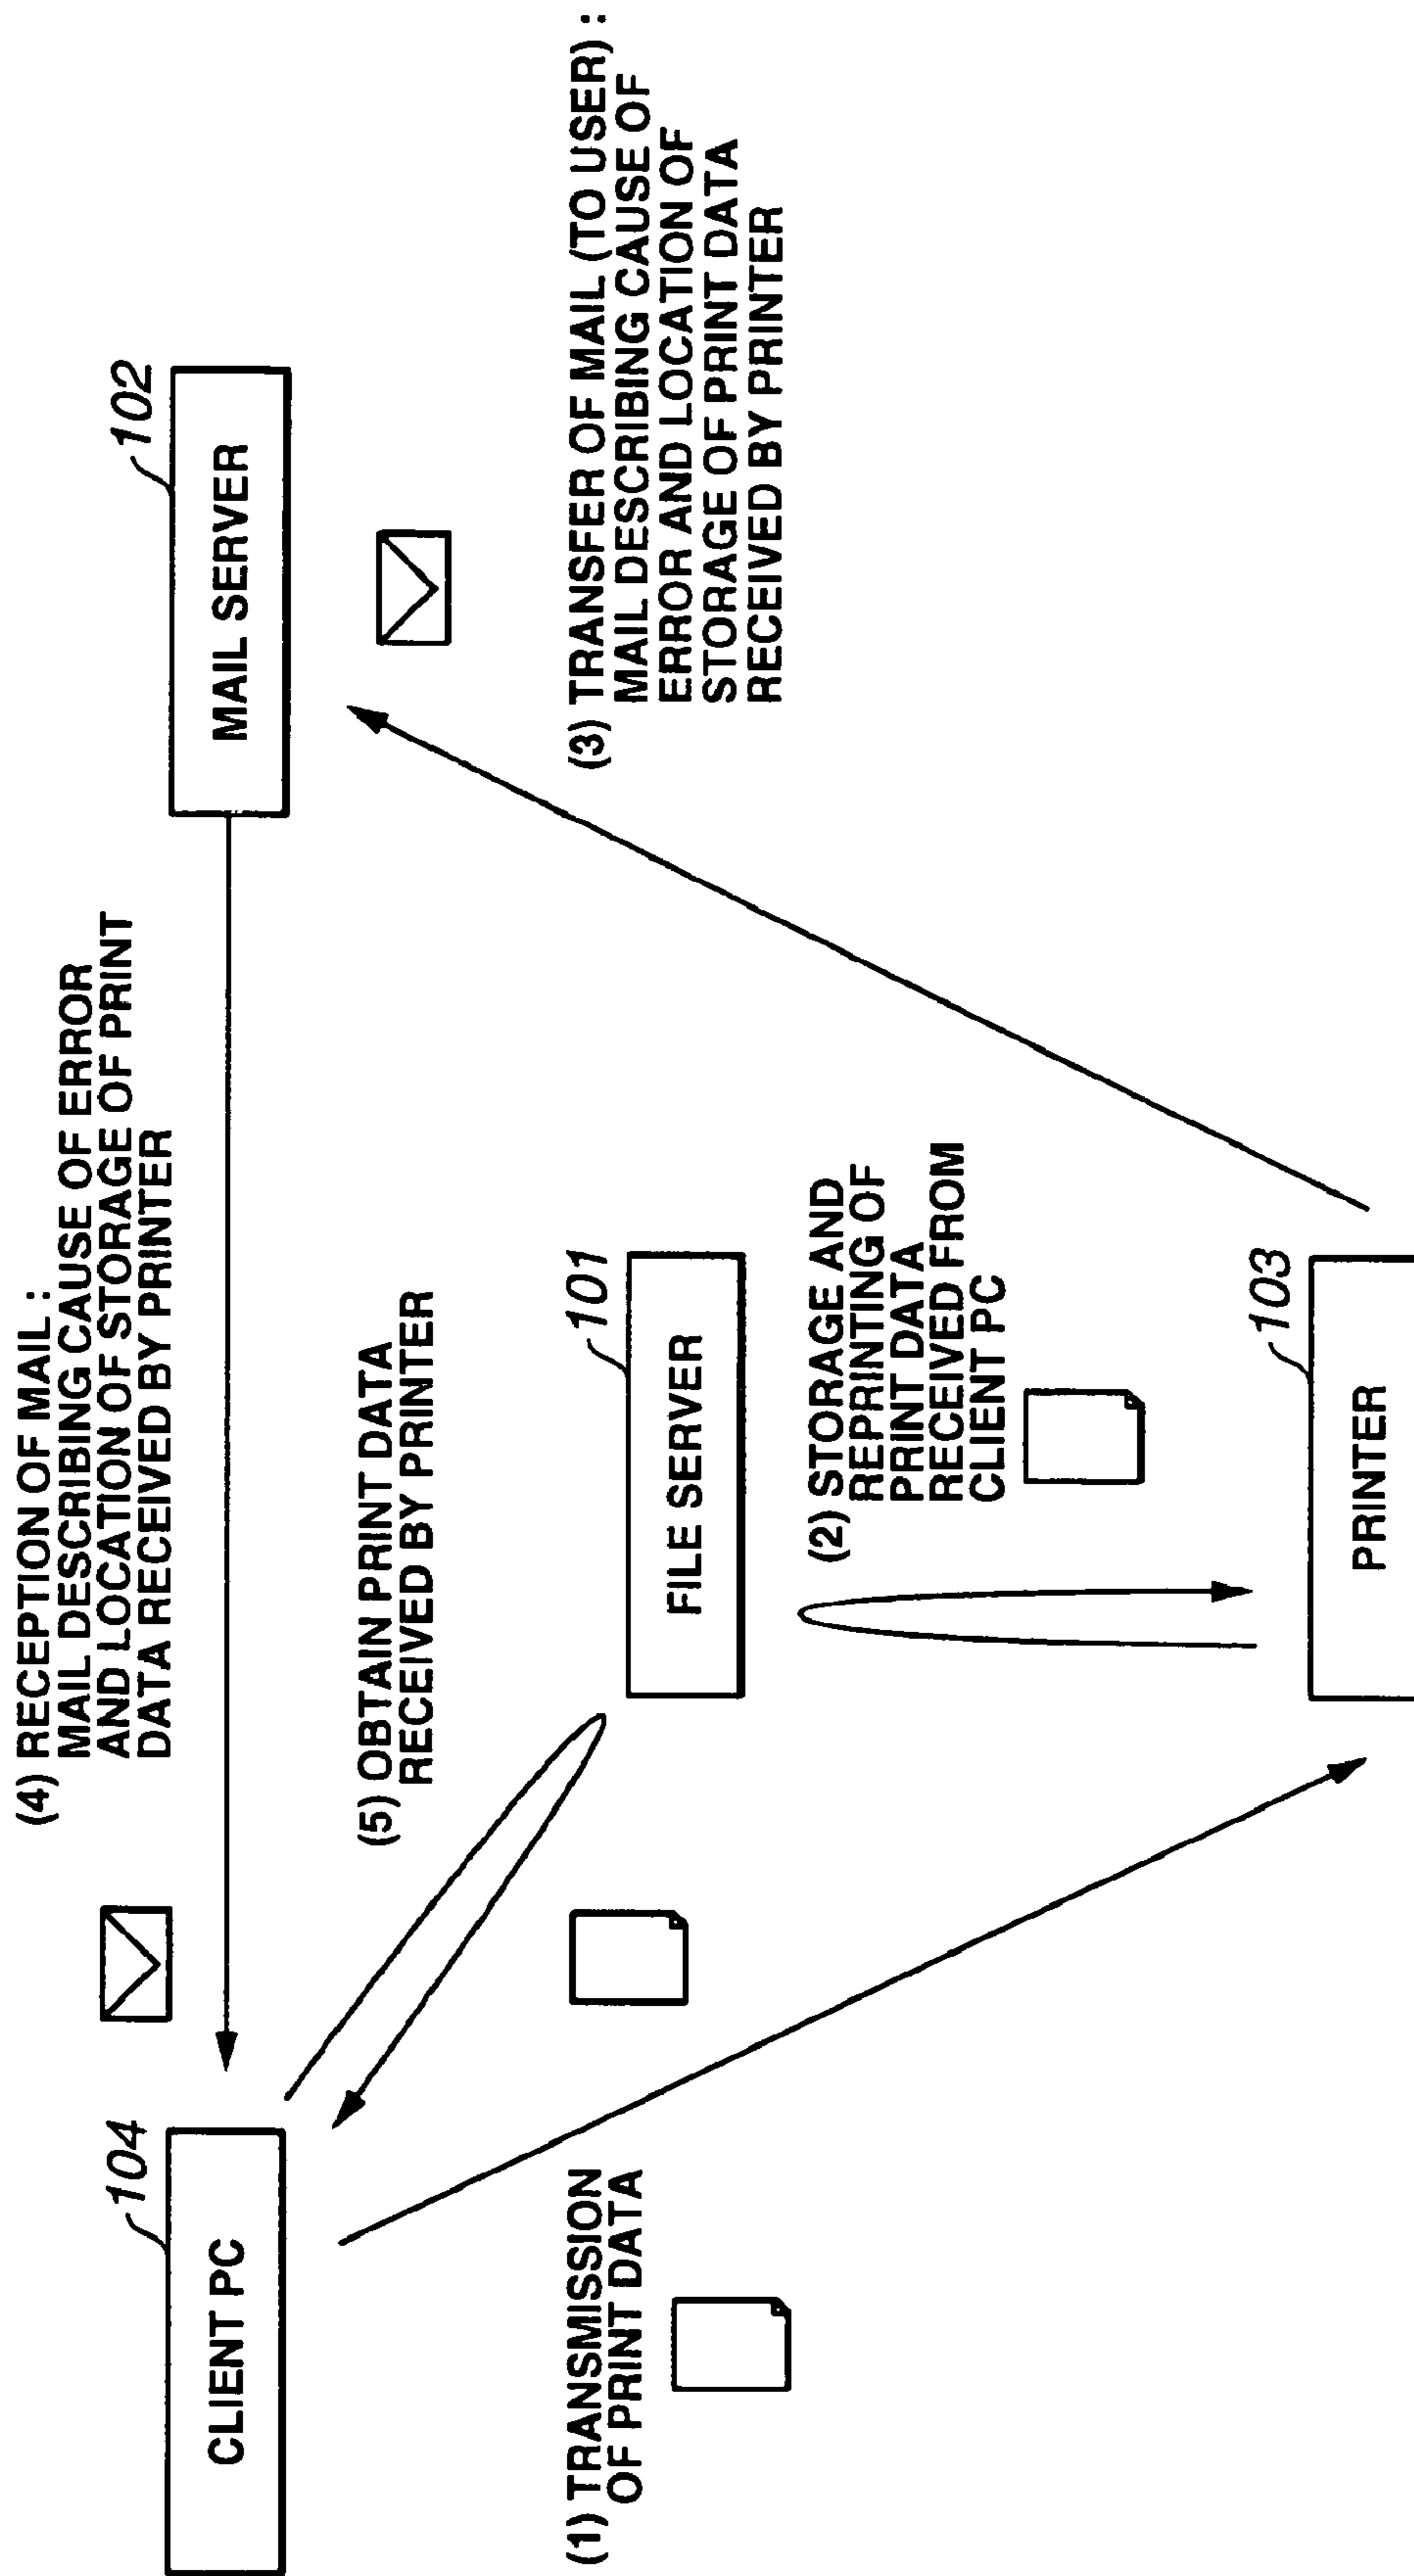 (4) RECEPTION OF MAIL :
MAIL DESCRIBING CAUSE OF ERROR
AND LOCATION OF STORAGE OF PRINT
DATA RECEIVED BY PRINTER
104
CLIENT PC
102
MAIL SERVER
(5) OBTAIN PRINT DATA
RECEIVED BY PRINTER
(1) TRANSMISSION
OF PRINT DATA
101
FILE SERVER
(3) TRANSFER OF MAIL (TO USER) :
MAIL DESCRIBING CAUSE OF
ERROR AND LOCATION OF
STORAGE OF PRINT DATA
RECEIVED BY PRINTER
(2) STORAGE AND
REPRINTING OF
PRINT DATA
RECEIVED FROM
CLIENT PC
103
PRINTER